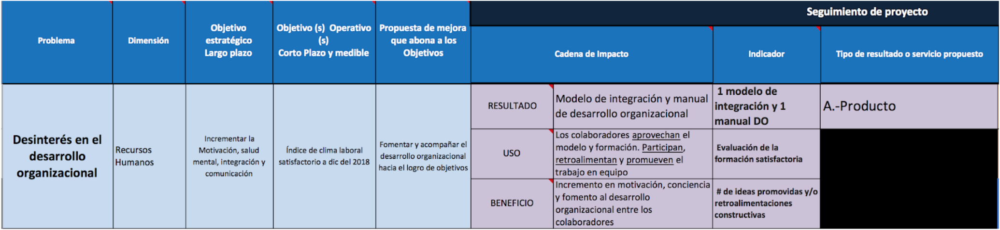 Seguimiento de proyecto
Problema
Dimensión
Objetivo
estratégico
Largo plazo
Objetivo (s) Operativo
(s)
Corto Plazo y medible
Propuesta de mejora
que abona a los
Objetivos
Cadena de Impacto
Indicador
Tipo de resultado o servicio propuesto
Desinterés en el
desarrollo
organizacional
Recursos
Humanos
Incrementar la
Motivación, salud
mental, integración y
comunicación
Índice de clima laboral
satisfactorio a dic del 2018
Fomentar y acompañar el
desarrollo organizacional
hacia el logro de objetivos
RESULTADO
Modelo de integración y manual
de desarrollo organizacional
1 modelo de
integración y 1
manual DO
A.-Producto
USO
Los colaboradores aprovechan el
modelo y formación. Participan,
retroalimentan y promueven el
trabajo en equipo
Evaluación de la
formación satisfactoria
BENEFICIO
Incremento en motivación, conciencia
y fomento al desarrollo
organizacional entre los
colaboradores
# de ideas promovidas y/o
retroalimentaciones
constructivas